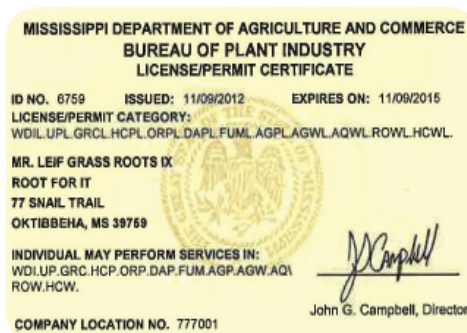 MISSISSIPPI DEPARTMENT OF AGRICULTURE AND COMMERCE
BUREAU OF PLANT INDUSTRY
LICENSE/PERMIT CERTIFICATE
ID NO. 6759 ISSUED: 11/09/2012 EXPIRES ON: 11/09/2015
LICENSE/PERMIT CATEGORY:
WDIL.UPL.GRCL.HCPL.ORPL.DAPL.FUML.AGPL.AGWL.AQWL.ROWL.HCWL.
MR. LEIF GRASS ROOTS IX
ROOT FOR IT
77 SNAIL TRAIL
OKTIBBEHA, MS 39759
INDIVIDUAL MAY PERFORM SERVICES IN:
WDI.UP.GRC.HCP.ORP.DAP.FUM.AGP.AGW.AQ\
ROW.HCW.
John G. Campbell, Director
COMPANY LOCATION NO. 777001